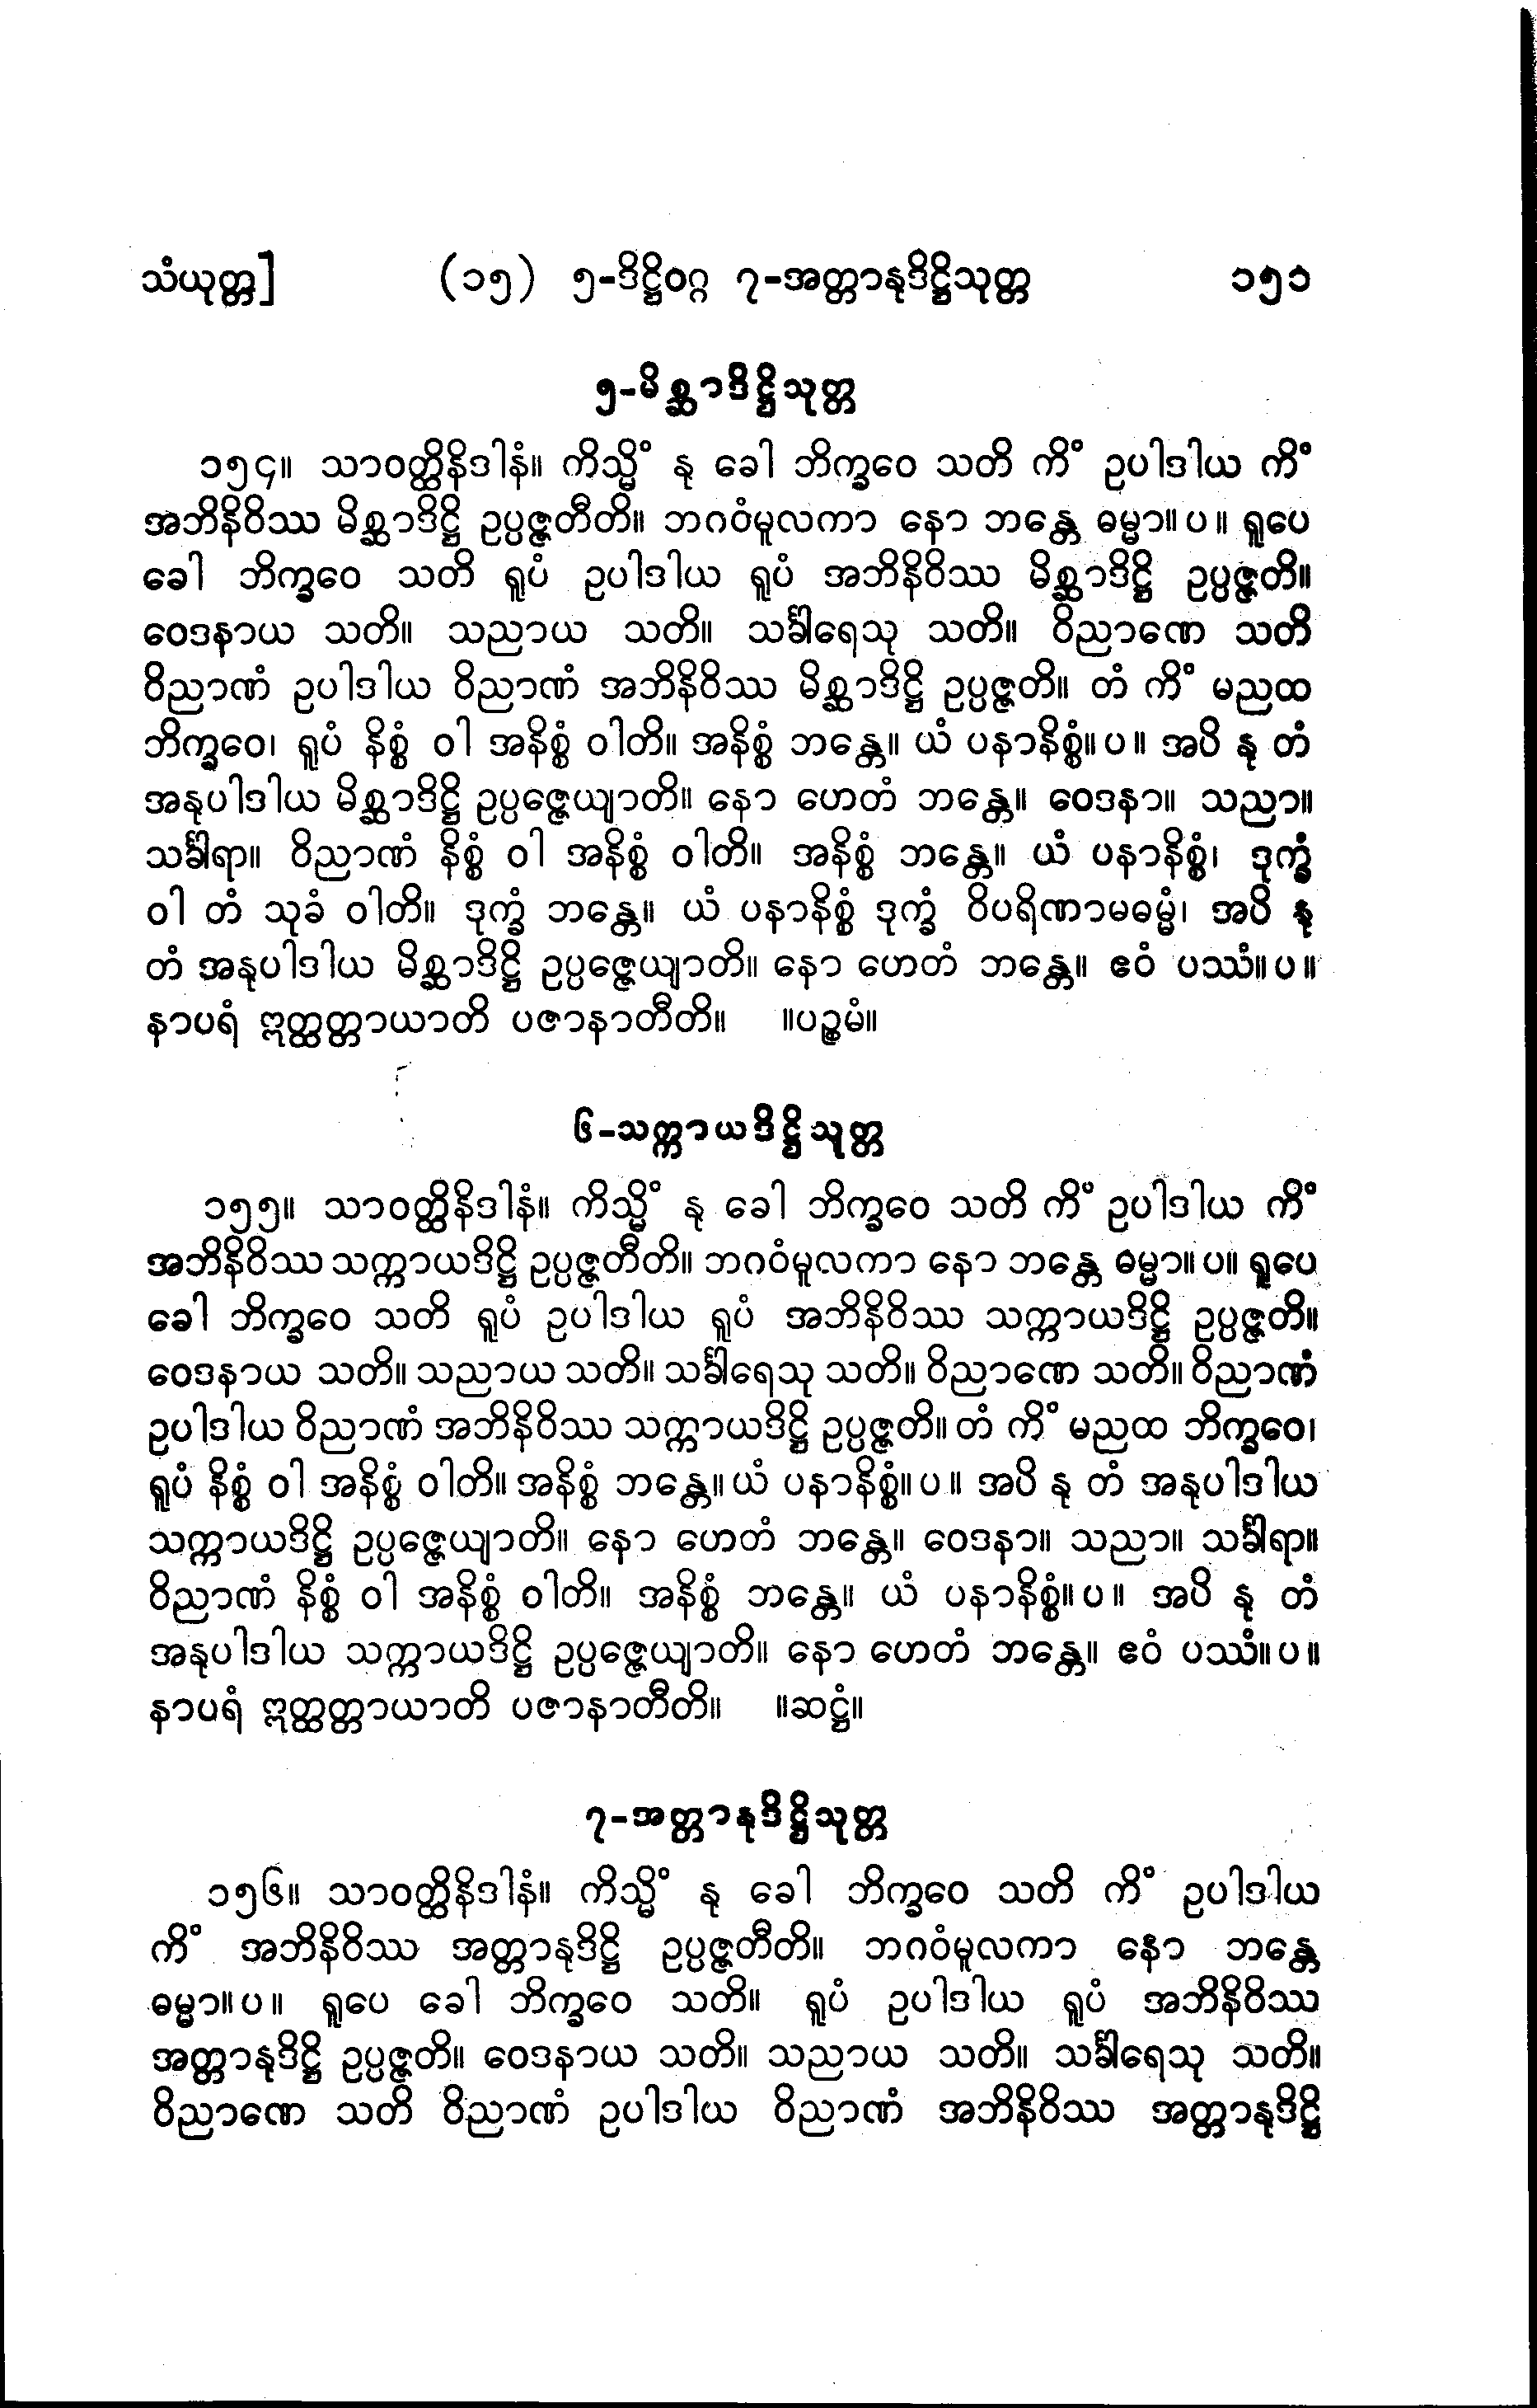 သံယုတ္တ] (၁၅) ၅-ဒိဋ္ဌိဝဂ္ဂ ၇-အတ္တာနုဒိဋ္ဌိသုတ္တ ၁၅၁
၅-မိစ္ဆာဒိဋ္ဌိသုတ္တ
၁၅၄။ သာဝတ္ထိနိဒါနံ။ ကိသ္မိံ နု ခေါ ဘိက္ခဝေ သတိ ကိံ ဥပါဒါယ ကိံ
အဘိနိဝိဿ မိစ္ဆာဒိဋ္ဌိ ဥပ္ပဇ္ဇတီတိ။ ဘဂဝံမူလကာ နော ဘန္တေ ဓမ္မာ။ပ။ ရူပေ
ခေါ ဘိက္ခဝေ သတိ ရူပံ ဥပါဒါယ ရူပံ အဘိနိဝိဿ မိစ္ဆာဒိဋ္ဌိ ဥပ္ပဇ္ဇတိ။
ဝေဒနာယ သတိ။ သညာယ သတိ။ သင်္ခါရေသု သတိ။ ဝိညာဏေ သတိ
ဝိညာဏံ ဥပါဒါယ ဝိညာဏံ အဘိနိဝိဿ မိစ္ဆာဒိဋ္ဌိ ဥပ္ပဇ္ဇတိ။ တံ ကိံ မညထ
ဘိက္ခဝေ၊ ရူပံ နိစ္စံ ဝါ အနိစ္စံ ဝါတိ။ အနိစ္စံ ဘန္တေ။ ယံ ပနာနိစ္စံ။ပ။ အပိ နု တံ
အနုပါဒါယ မိစ္ဆာဒိဋ္ဌိ ဥပ္ပဇ္ဇေယျာတိ။ နော ဟေတံ ဘန္တေ။ ဝေဒနာ။ သညာ။
သင်္ခါရာ။ ဝိညာဏံ နိစ္စံ ဝါ အနိစ္စံ ဝါတိ။ အနိစ္စံ ဘန္တေ။ ယံ ပနာနိစ္စံ၊ ဒုက္ခံ
ဝါ တံ သုခံ ဝါတိ။ ဒုက္ခံ ဘန္တေ။ ယံ ပနာနိစ္စံ ဒုက္ခံ ဝိပရိဏာမဓမ္မံ၊ အပိ နု
တံ အနုပါဒါယ မိစ္ဆာဒိဋ္ဌိ ဥပ္ပဇ္ဇေယျာတိ။ နော ဟေတံ ဘန္တေ။ ဧဝံ ပဿံ။ပ။
နာပရံ ဣတ္ထတ္တာယာတိ ပဇာနာတီတိ။ ။ပဉ္စမံ။
၆-သက္ကာယဒိဋ္ဌိသုတ္တ
၁၅၅။ သာဝတ္ထိနိဒါနံ။ ကိသ္မိံ နု ခေါ ဘိက္ခဝေ သတိ ကိံ ဥပါဒါယ ကိံ
အဘိနိဝိဿ သက္ကာယဒိဋ္ဌိ ဥပ္ပဇ္ဇတီတိ။ ဘဂဝံမူလကာ နော ဘန္တေ ဓမ္မာ။ပ။ ရူပေ
ခေါ ဘိက္ခဝေ သတိ ရူပံ ဥပါဒါယ ရူပံ အဘိနိဝိဿ သက္ကာယဒိဋ္ဌိ ဥပ္ပဇ္ဇတိ။
ဝေဒနာယ သတိ။ သညာယ သတိ။ သင်္ခါရေသု သတိ။ ဝိညာဏေ သတိ။ ဝိညာဏံ
ဥပါဒါယ ဝိညာဏံ အဘိနိဝိဿ သက္ကာယဒိဋ္ဌိ ဥပ္ပဇ္ဇတိ။ တံ ကိံ မညထ ဘိက္ခဝေ၊
ရူပံ နိစ္စံ ဝါ အနိစ္စံ ဝါတိ။ အနိစ္စံ ဘန္တေ။ ယံ ပနာနိစ္စံ။ပ။ အပိ နု တံ အနုပါဒါယ
သက္ကာယဒိဋ္ဌိ ဥပ္ပဇ္ဇေယျာတိ။ နော ဟေတံ ဘန္တေ။ ဝေဒနာ။ သညာ။ သင်္ခါရာ။
ဝိညာဏံ နိစ္စံ ဝါ အနိစ္စံ ဝါတိ။ အနိစ္စံ ဘန္တေ။ ယံ ပနာနိစ္စံ။ပ။ အပိ နု တံ
အနုပါဒါယ သက္ကာယဒိဋ္ဌိ ဥပ္ပဇ္ဇေယျာတိ။ နော ဟေတံ ဘန္တေ။ ဧဝံ ပဿံ။ပ။
နာပရံ ဣတ္ထတ္တာယာတိ ပဇာနာတီတိ။ ။ဆဋ္ဌံ။
၇-အတ္တာနုဒိဋ္ဌိသုတ္တ
၁၅၆။ သာဝတ္ထိနိဒါနံ။ ကိသ္မိံ နု ခေါ ဘိက္ခဝေ သတိ ကိံ ဥပါဒါယ
ကိံ အဘိနိဝိဿ အတ္တာနုဒိဋ္ဌိ ဥပ္ပဇ္ဇတီတိ။ ဘဂဝံမူလကာ နော ဘန္တေ
ဓမ္မာ။ပ။ ရူပေ ခေါ ဘိက္ခဝေ သတိ။ ရူပံ ဥပါဒါယ ရူပံ အဘိနိဝိဿ
အတ္တာနုဒိဋ္ဌိ ဥပ္ပဇ္ဇတိ။ ဝေဒနာယ သတိ။ သညာယ သတိ။ သင်္ခါရေသု သတိ။
ဝိညာဏေ သတိ ဝိညာဏံ ဥပါဒါယ ဝိညာဏံ အဘိနိဝိဿ အတ္တာနုဒိဋ္ဌိ